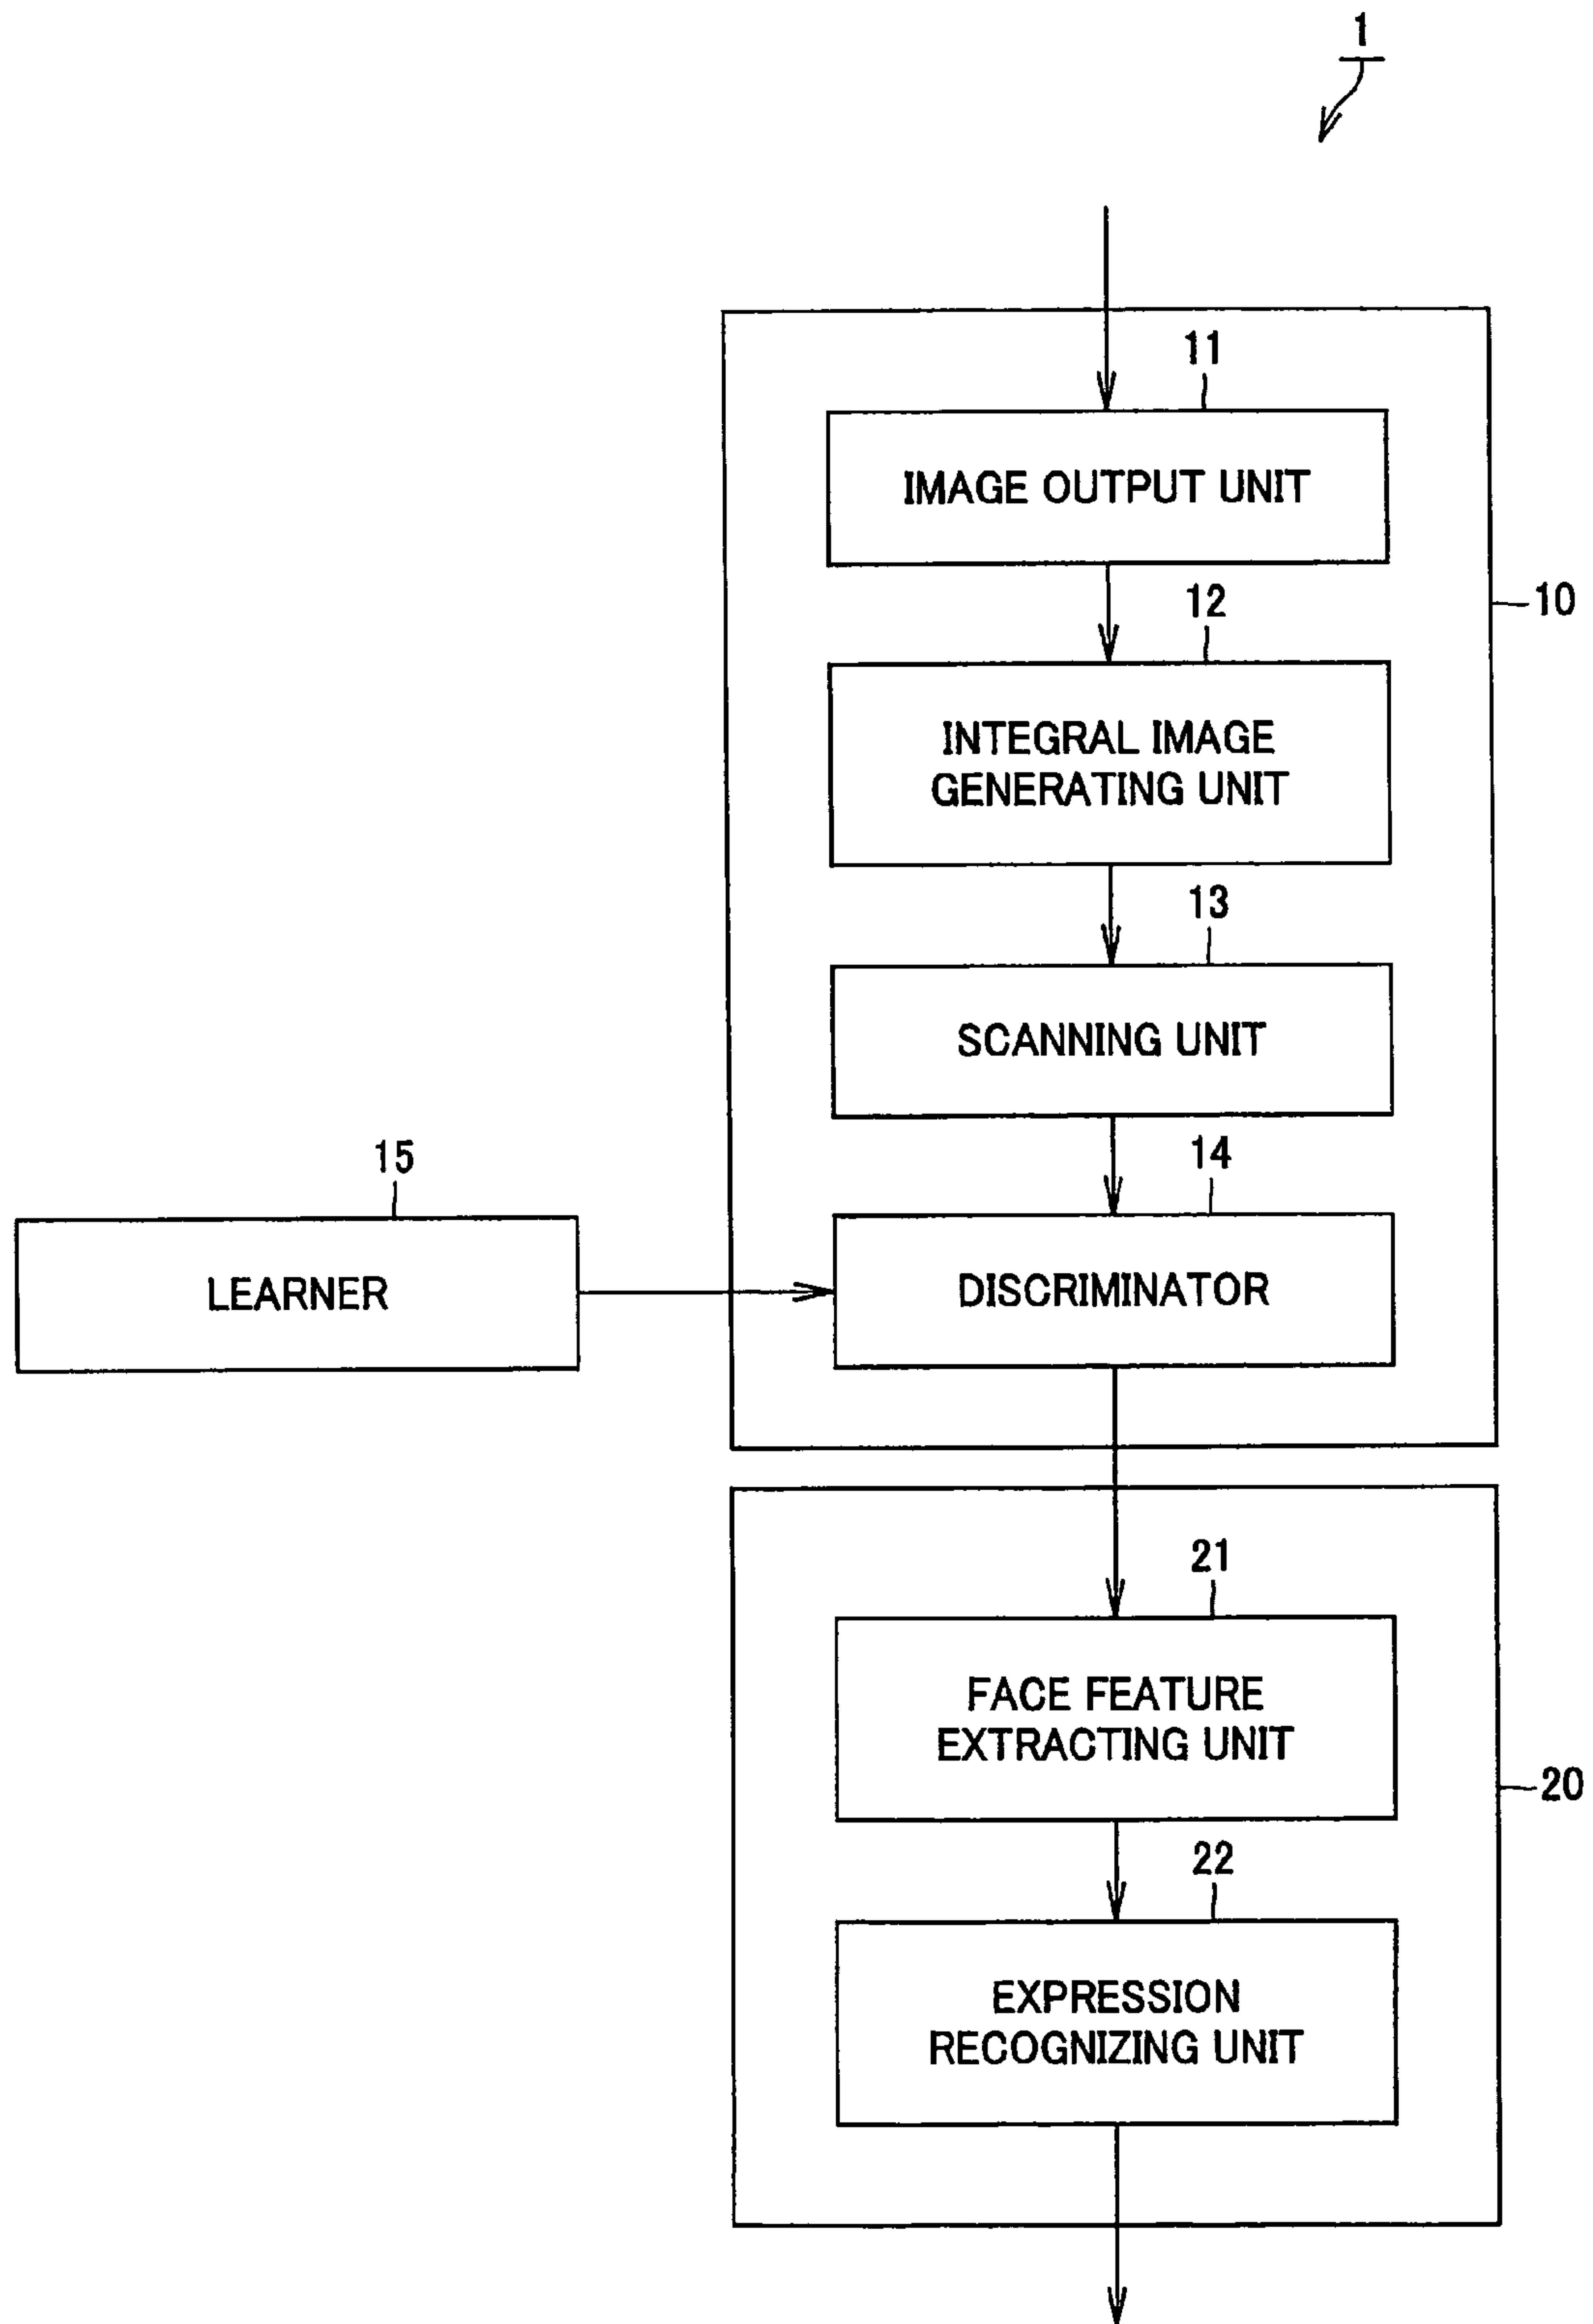 1
11
IMAGE OUTPUT UNIT
10
12
INTEGRAL IMAGE
GENERATING UNIT
13
SCANNING UNIT
14
15
LEARNER
DISCRIMINATOR
21
FACE FEATURE
EXTRACTING UNIT
20
22
EXPRESSION
RECOGNIZING UNIT